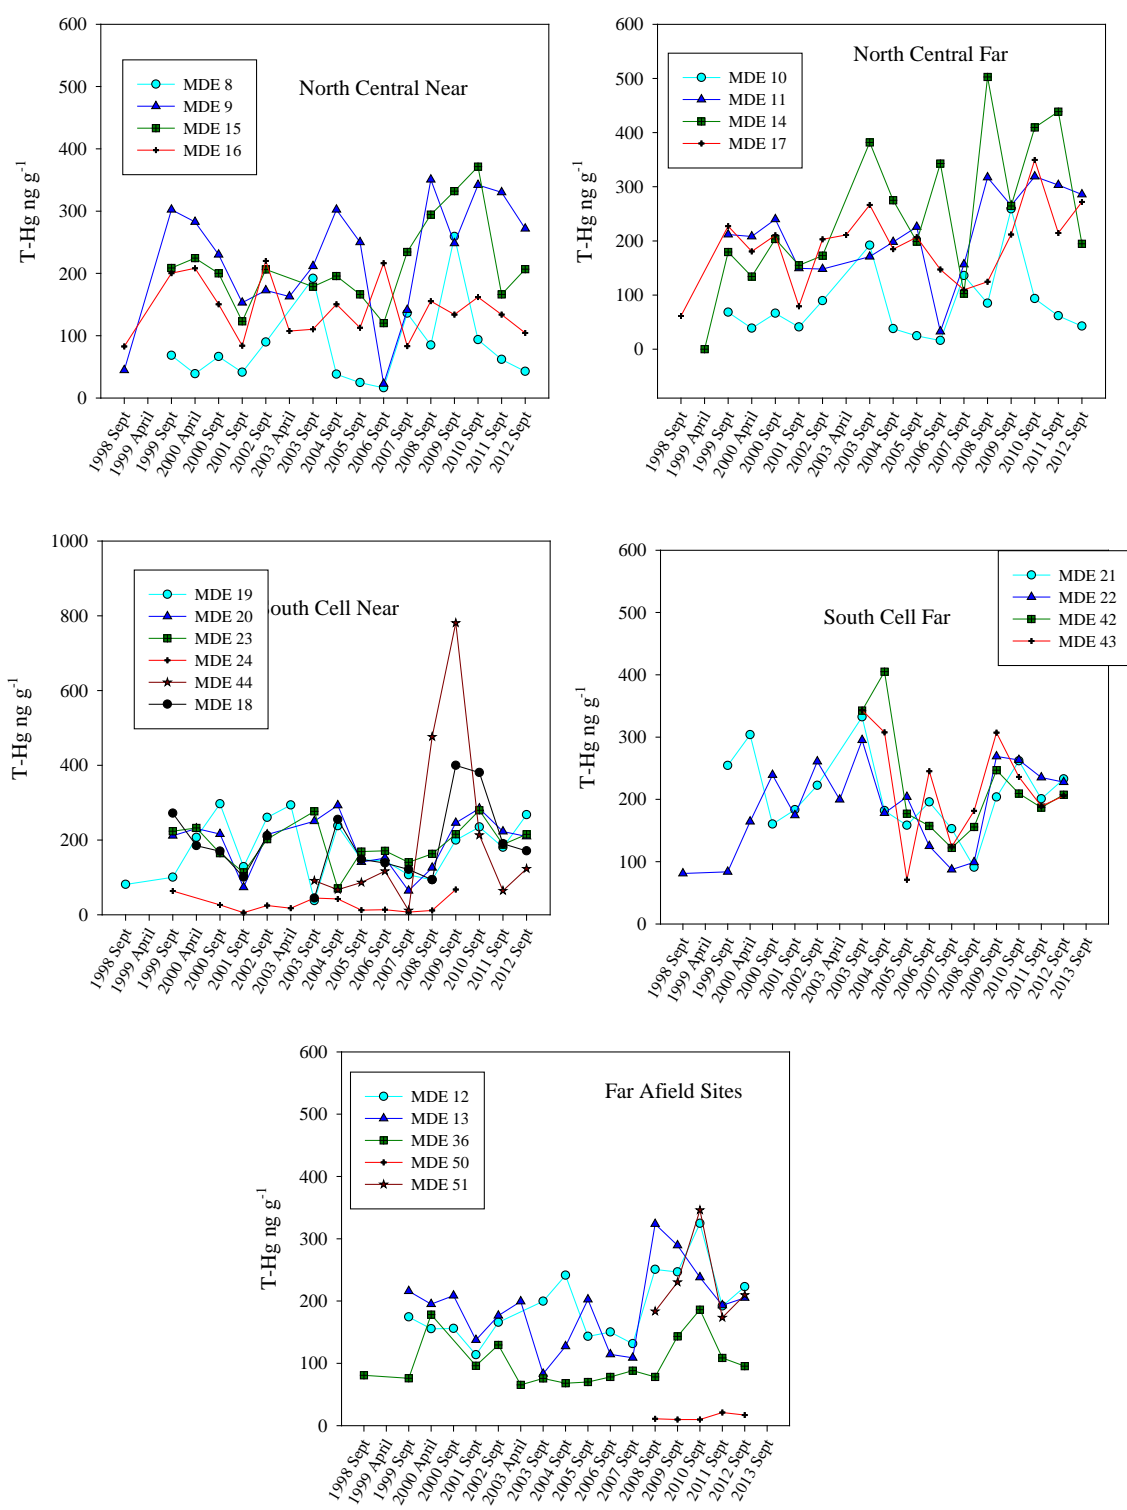 North Central Near
MDE 8
MDE 9
MDE 15
MDE 16
T-Hg ng g-1
600
500
400
300
200
100
0
1998 Sept
1999 April
1999 Sept
2000 April
2000 Sept
2001 Sept
2002 Sept
2003 April
2003 Sept
2004 Sept
2005 Sept
2006 Sept
2007 Sept
2008 Sept
2009 Sept
2010 Sept
2011 Sept
2012 Sept
North Central Far
MDE 10
MDE 11
MDE 14
MDE 17
T-Hg ng g-1
600
500
400
300
200
100
0
1998 Sept
1999 April
1999 Sept
2000 April
2000 Sept
2001 Sept
2002 Sept
2003 April
2003 Sept
2004 Sept
2005 Sept
2006 Sept
2007 Sept
2008 Sept
2009 Sept
2010 Sept
2011 Sept
2012 Sept
outh Cell Near
MDE 19
MDE 20
MDE 23
MDE 24
MDE 44
MDE 18
T-Hg ng g-1
1000
800
600
400
200
0
1998 Sept
1999 April
1999 Sept
2000 April
2000 Sept
2001 Sept
2002 Sept
2003 April
2003 Sept
2004 Sept
2005 Sept
2006 Sept
2007 Sept
2008 Sept
2009 Sept
2010 Sept
2011 Sept
2012 Sept
South Cell Far
MDE 21
MDE 22
MDE 42
MDE 43
T-Hg ng g-1
600
500
400
300
200
100
0
1998 Sept
1999 April
1999 Sept
2000 April
2000 Sept
2001 Sept
2002 Sept
2003 April
2003 Sept
2004 Sept
2005 Sept
2006 Sept
2007 Sept
2008 Sept
2009 Sept
2010 Sept
2011 Sept
2012 Sept
2013 Sept
Far Afield Sites
MDE 12
MDE 13
MDE 36
MDE 50
MDE 51
T-Hg ng g-1
600
500
400
300
200
100
0
1998 Sept
1999 April
1999 Sept
2000 April
2000 Sept
2001 Sept
2002 Sept
2003 April
2003 Sept
2004 Sept
2005 Sept
2006 Sept
2007 Sept
2008 Sept
2009 Sept
2010 Sept
2011 Sept
2012 Sept
2013 Sept